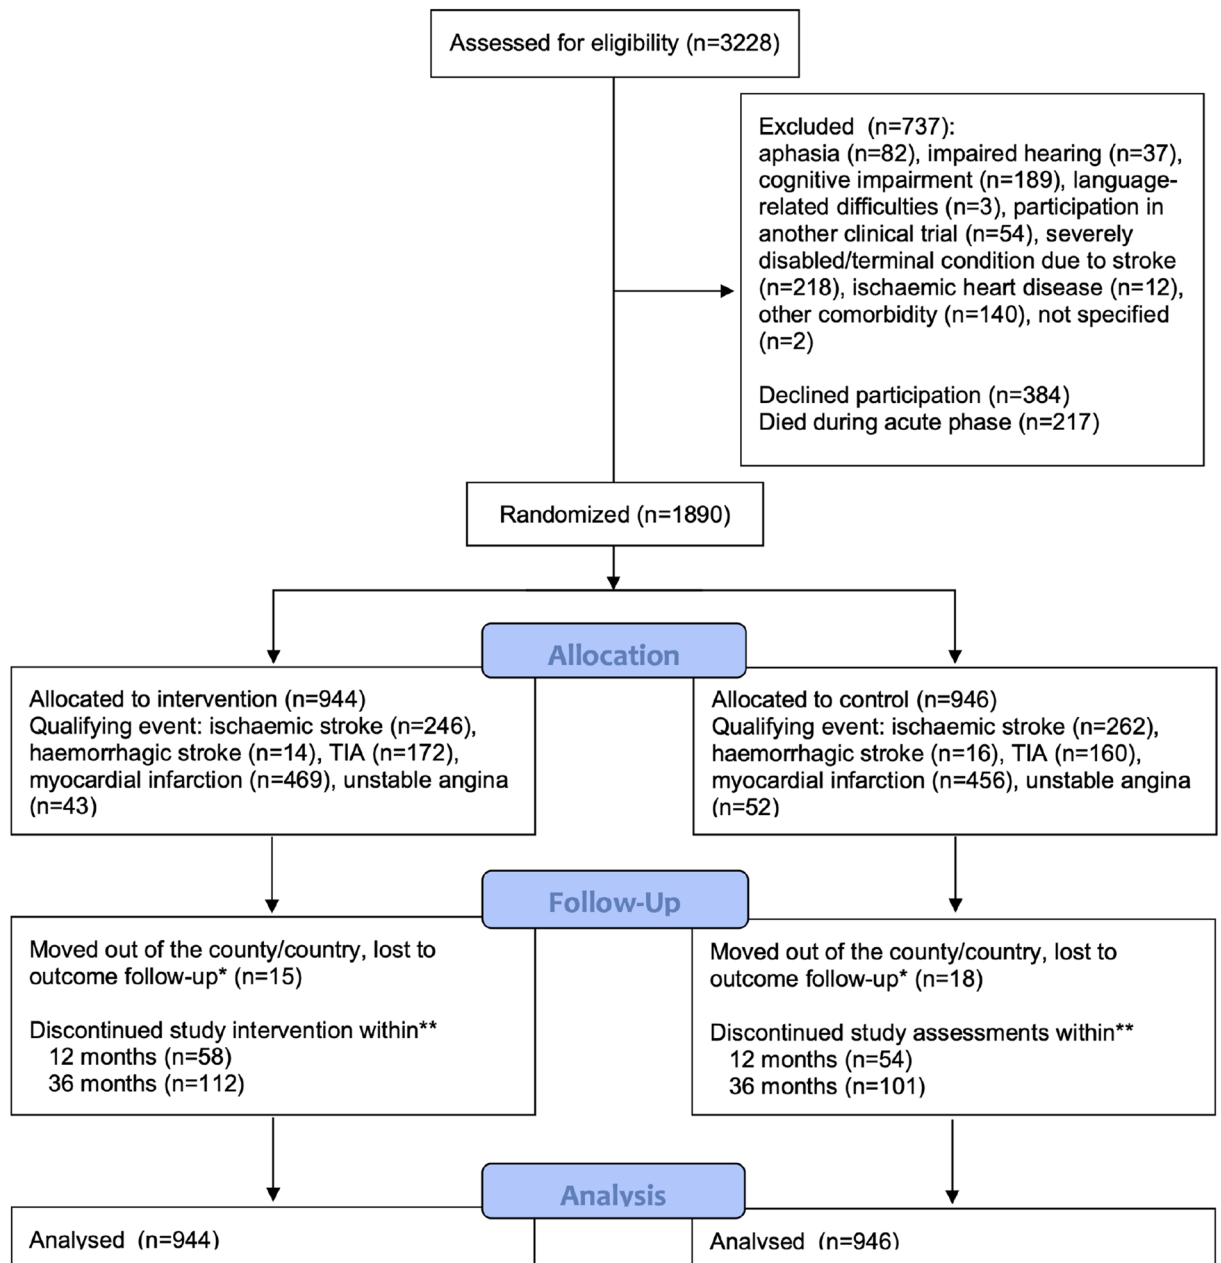 Assessed for eligibility (n=3228)
Excluded (n=737):
aphasia (n=82), impaired hearing (n=37),
cognitive impairment (n=189), language-
related difficulties (n=3), participation in
another clinical trial (n=54), severely
disabled/terminal condition due to stroke
(n=218), ischaemic heart disease (n=12),
other comorbidity (n=140), not specified
(n=2)
Declined participation (n=384)
Died during acute phase (n=217)
Randomized (n=1890)
Allocation
Allocated to intervention (n=944)
Qualifying event: ischaemic stroke (n=246),
haemorrhagic stroke (n=14), TIA (n=172),
myocardial infarction (n=469), unstable angina
(n=43)
Allocated to control (n=946)
Qualifying event: ischaemic stroke (n=262),
haemorrhagic stroke (n=16), TIA (n=160),
myocardial infarction (n=456), unstable angina
(n=52)
Follow-Up
Moved out of the county/country, lost to
outcome follow-up* (n=15)
Discontinued study intervention within**
12 months (n=58)
36 months (n=112)
Moved out of the county/country, lost to
outcome follow-up* (n=18)
Discontinued study assessments within**
12 months (n=54)
36 months (n=101)
Analysis
Analysed (n=944)
Analysed (n=946)